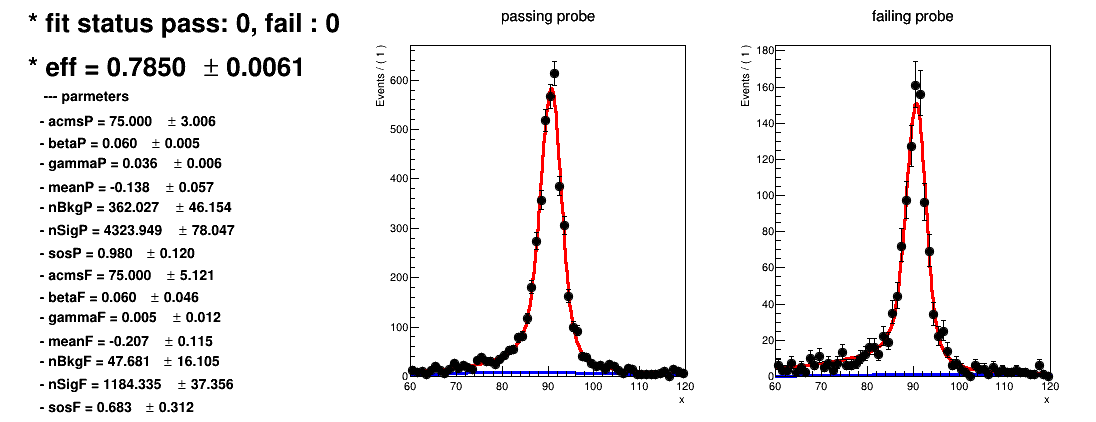 * fit status pass: 0, fail : 0
* eff = 0.7850 ± 0.0061
--- parmeters
- acmsP = 75.000 ± 3.006
- betaP = 0.060 ± 0.005
- gammaP = 0.036 ± 0.006
- meanP = -0.138 ± 0.057
- nBkgP = 362.027 ± 46.154
- nSigP = 4323.949 ± 78.047
- sosP = 0.980 ± 0.120
- acmsF = 75.000 ± 5.121
- betaF = 0.060 ± 0.046
- gammaF = 0.005 ± 0.012
- meanF = -0.207 ± 0.115
- nBkgF = 47.681 ± 16.105
- nSigF = 1184.335 ± 37.356
- sosF = 0.683 ± 0.312
passing probe
Events / ( 1 )
600
500
400
300
200
100
0
60 70 80 90 100 110 120
x
failing probe
Events / ( 1 )
180
160
140
120
100
80
60
40
20
0
60 70 80 90 100 110 120
x